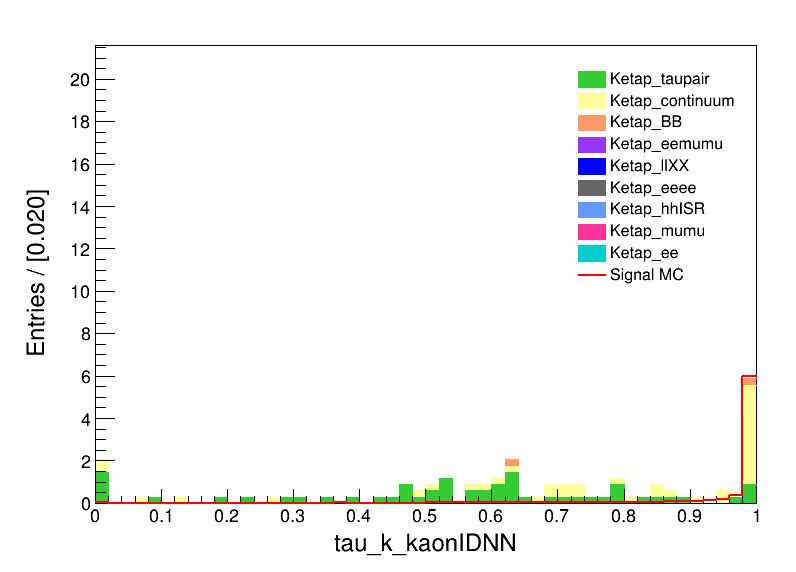 Entries / [0.020]
20
18
16
14
12
10
8
6
4
2
0
0 0.1 0.2 0.3 0.4 0.5 0.6 0.7 0.8 0.9 1
tau_k_kaonIDNN
Ketap_taupair
Ketap_continuum
Ketap_BB
Ketap_eemumu
Ketap_llXX
Ketap_eeee
Ketap_hhISR
Ketap_mumu
Ketap_ee
Signal MC